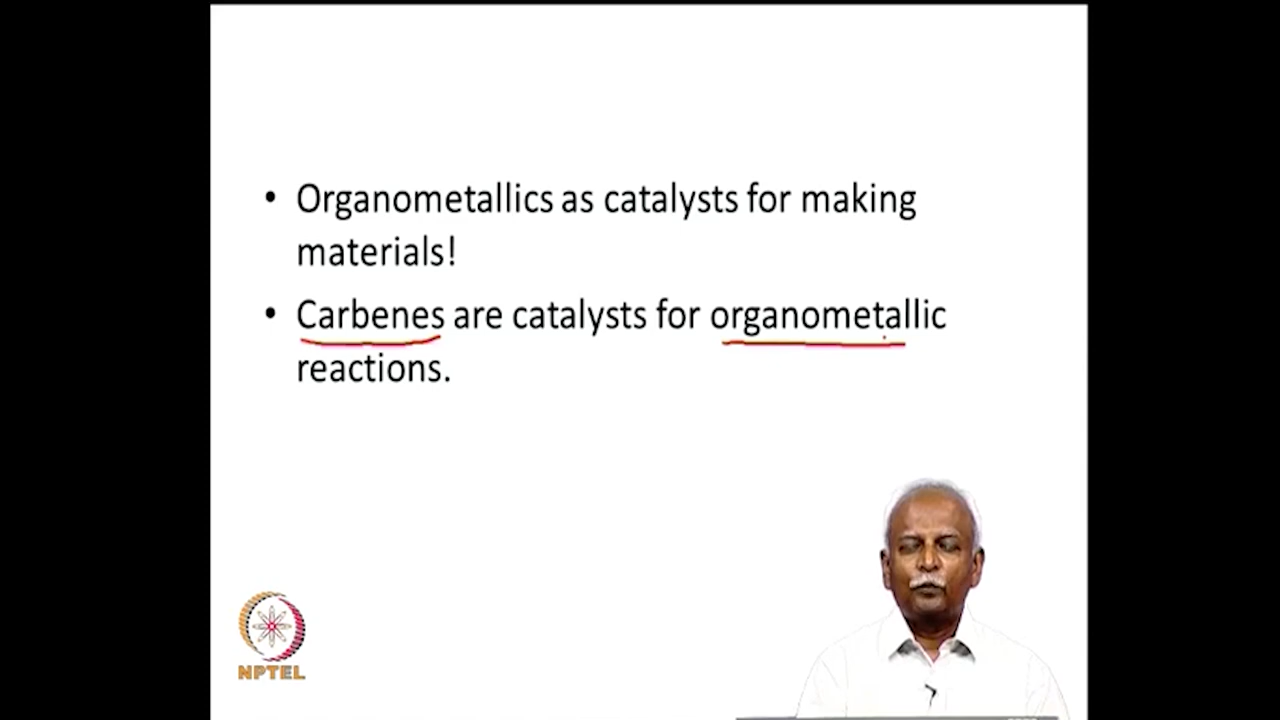 • Organometallics as catalysts for making
materials!
• Carbenes are catalysts for organometallic
reactions.
NPTEL